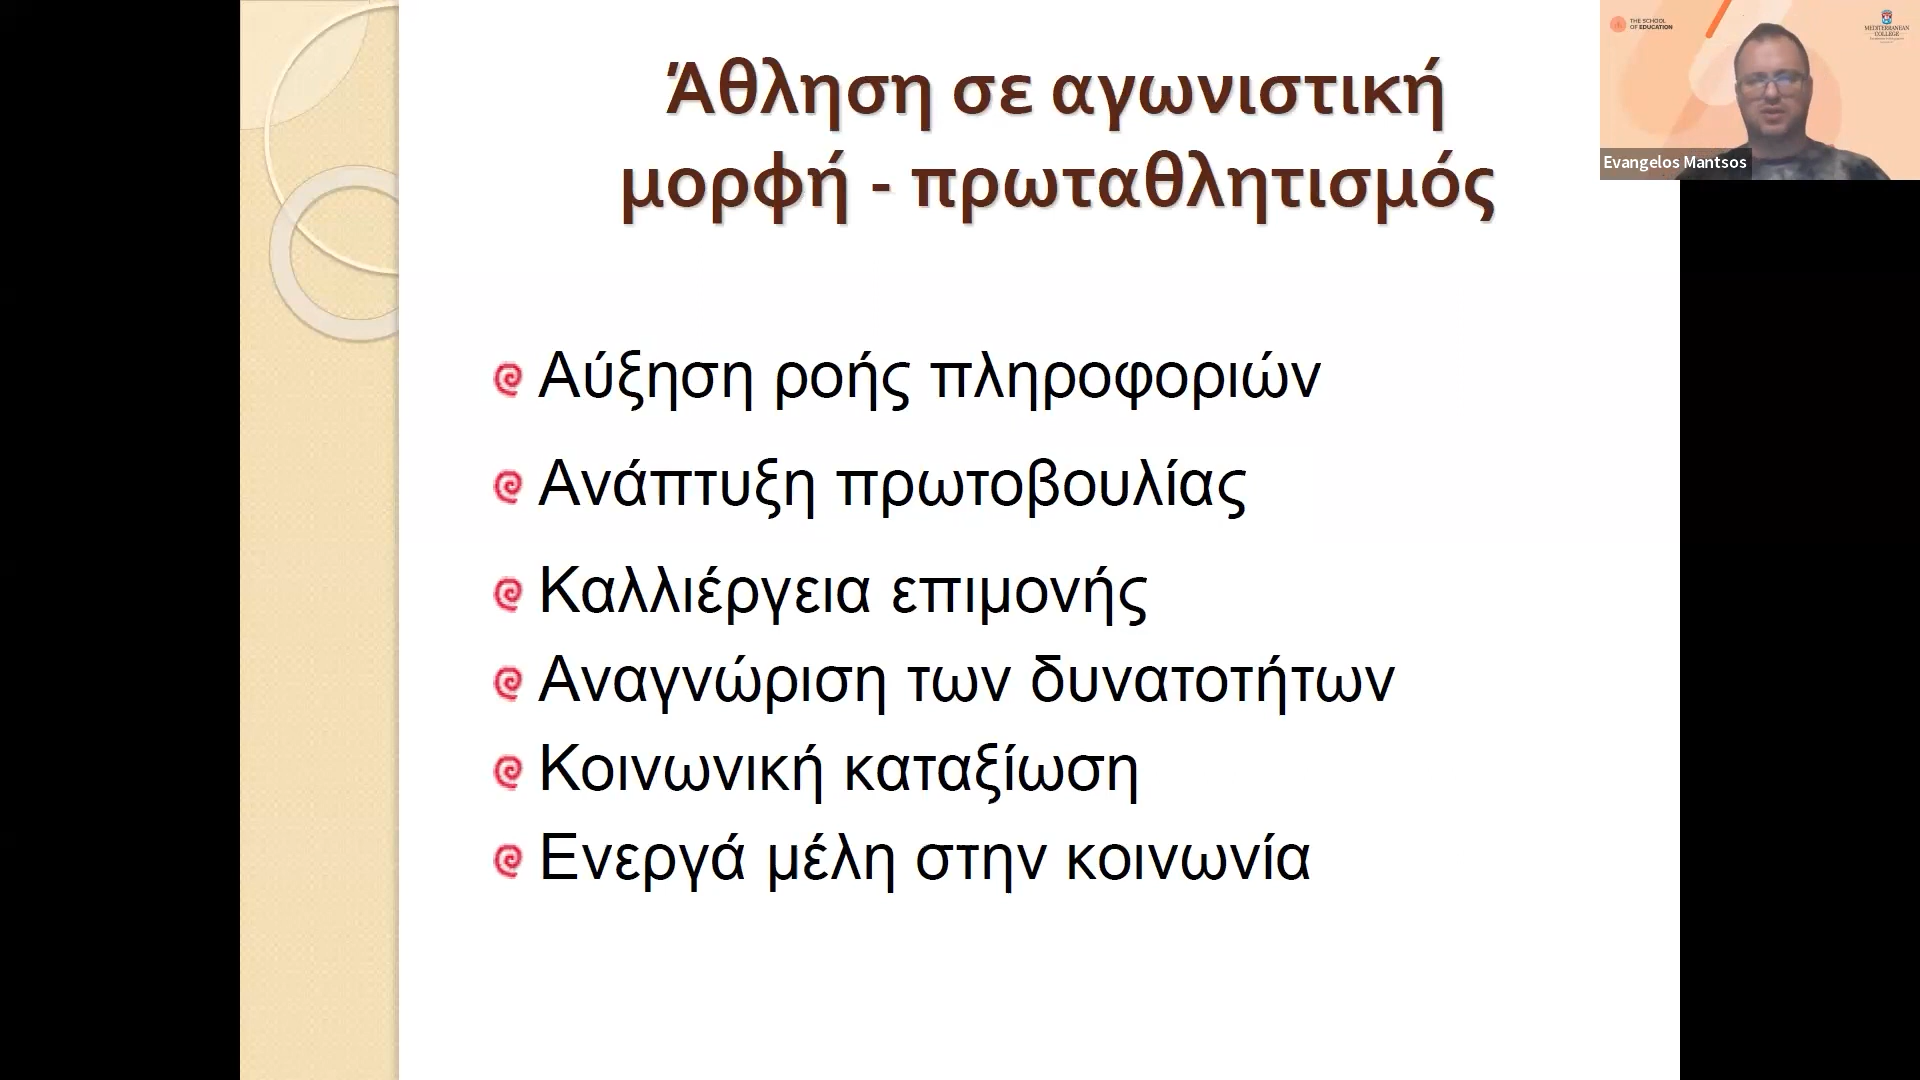 Άθληση σε αγωνιστική
μορφή - πρωταθλητισμός
Αύξηση ροής πληροφοριών
Ανάπτυξη πρωτοβουλίας
Καλλιέργεια επιμονής
Αναγνώριση των δυνατοτήτων
Κοινωνική καταξίωση
Ενεργά μέλη στην κοινωνία
THE SCHOOL
OF EDUCATION
MEDITERRANEAN
COLLEGE
Evangelos Mantsos